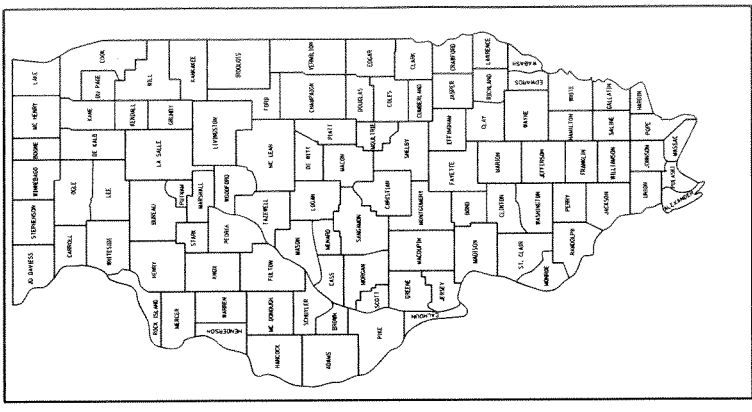 JO DAVIESS
STEPHENSON
WINNEBAGO
BOONE
MC HENRY
LAKE
CARROLL
OGLE
DE KALB
KANE
COOK
DU PAGE
WHITESIDE
LEE
KENDALL
WILL
ROCK ISLAND
HENRY
BUREAU
LA SALLE
GRUNDY
KANKAKEE
MERCER
PUTNAM
STARK
MARSHALL
LIVINGSTON
IROQUOIS
HENDERSON
WARREN
KNOX
PEORIA
WOODFORD
FORD
HANCOCK
MC DONOUGH
FULTON
TAZEWELL
MC LEAN
CHAMPAIGN
VERMILION
SCHUYLER
MASON
LOGAN
DE WITT
PIATT
ADAMS
BROWN
CASS
MENARD
SANGAMON
MACON
DOUGLAS
EDGAR
MOULTRIE
COLES
PIKE
SCOTT
MORGAN
CHRISTIAN
SHELBY
CUMBERLAND
CLARK
CALHOUN
GREENE
JERSEY
MACOUPIN
MONTGOMERY
FAYETTE
EFFINGHAM
JASPER
CRAWFORD
MADISON
BOND
CLAY
RICHLAND
LAWRENCE
ST. CLAIR
CLINTON
MARION
WAYNE
EDWARDS
WABASH
MONROE
WASHINGTON
JEFFERSON
RANDOLPH
PERRY
FRANKLIN
HAMILTON
WHITE
JACKSON
WILLIAMSON
SALINE
GALLATIN
UNION
JOHNSON
POPE
HARDIN
ALEXANDER
PULASKI
MASSAC